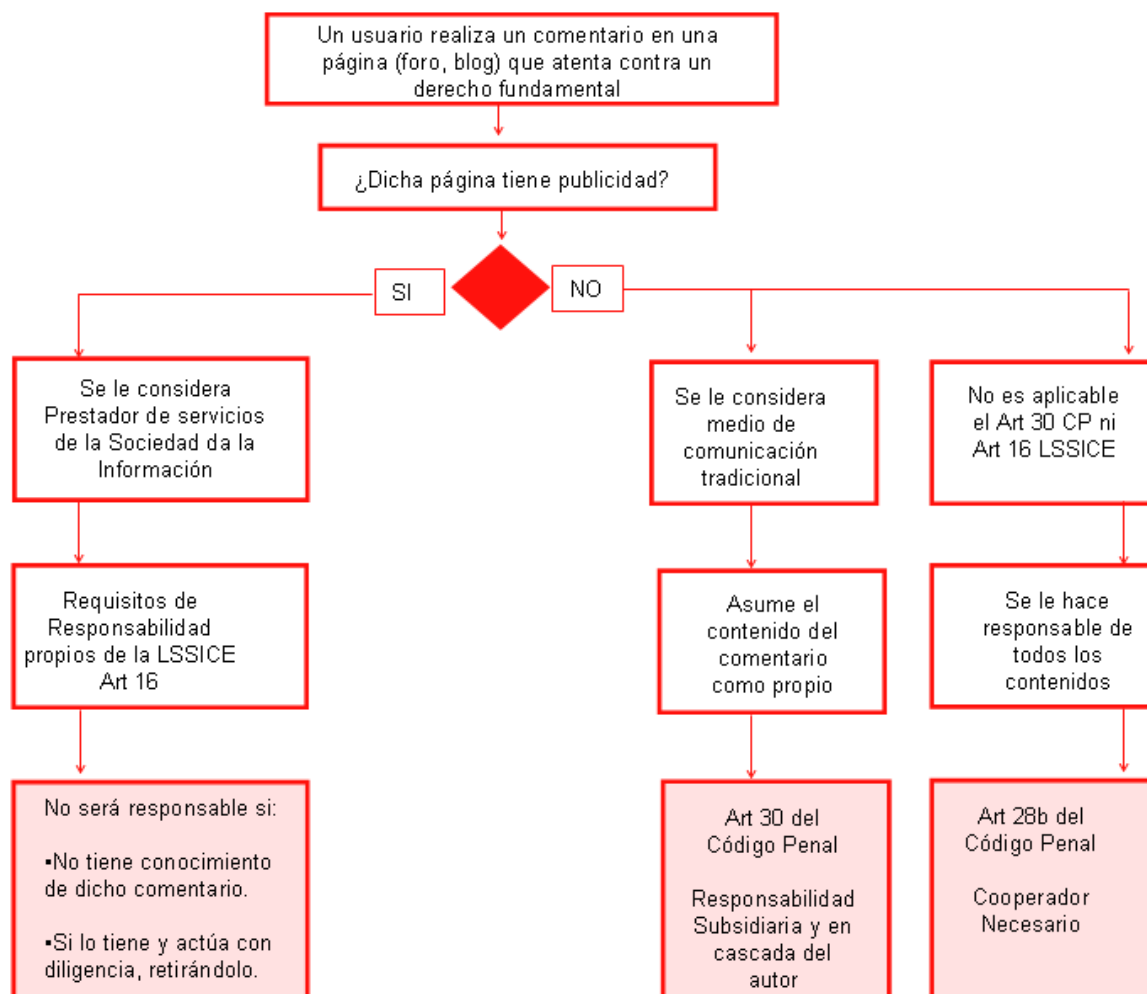 Un usuario realiza un comentario en una
página (foro, blog) que atenta contra un
derecho fundamental
¿Dicha página tiene publicidad?
SI
NO
Se le considera
Prestador de servicios
de la Sociedad da la
Información
Se le considera
medio de
comunicación
tradicional
No es aplicable
el Art 30 CP ni
Art 16 LSSICE
Requisitos de
Responsabilidad
propios de la LSSICE
Art 16
Asume el
contenido del
comentario
como propio
Se le hace
responsable de
todos los
contenidos
No será responsable si:
▪No tiene conocimiento
de dicho comentario.
▪Si lo tiene y actúa con
diligencia, retirándolo.
Art 30 del
Código Penal
Responsabilidad
Subsidiaria y en
cascada del
autor
Art 28b del
Código Penal
Cooperador
Necesario